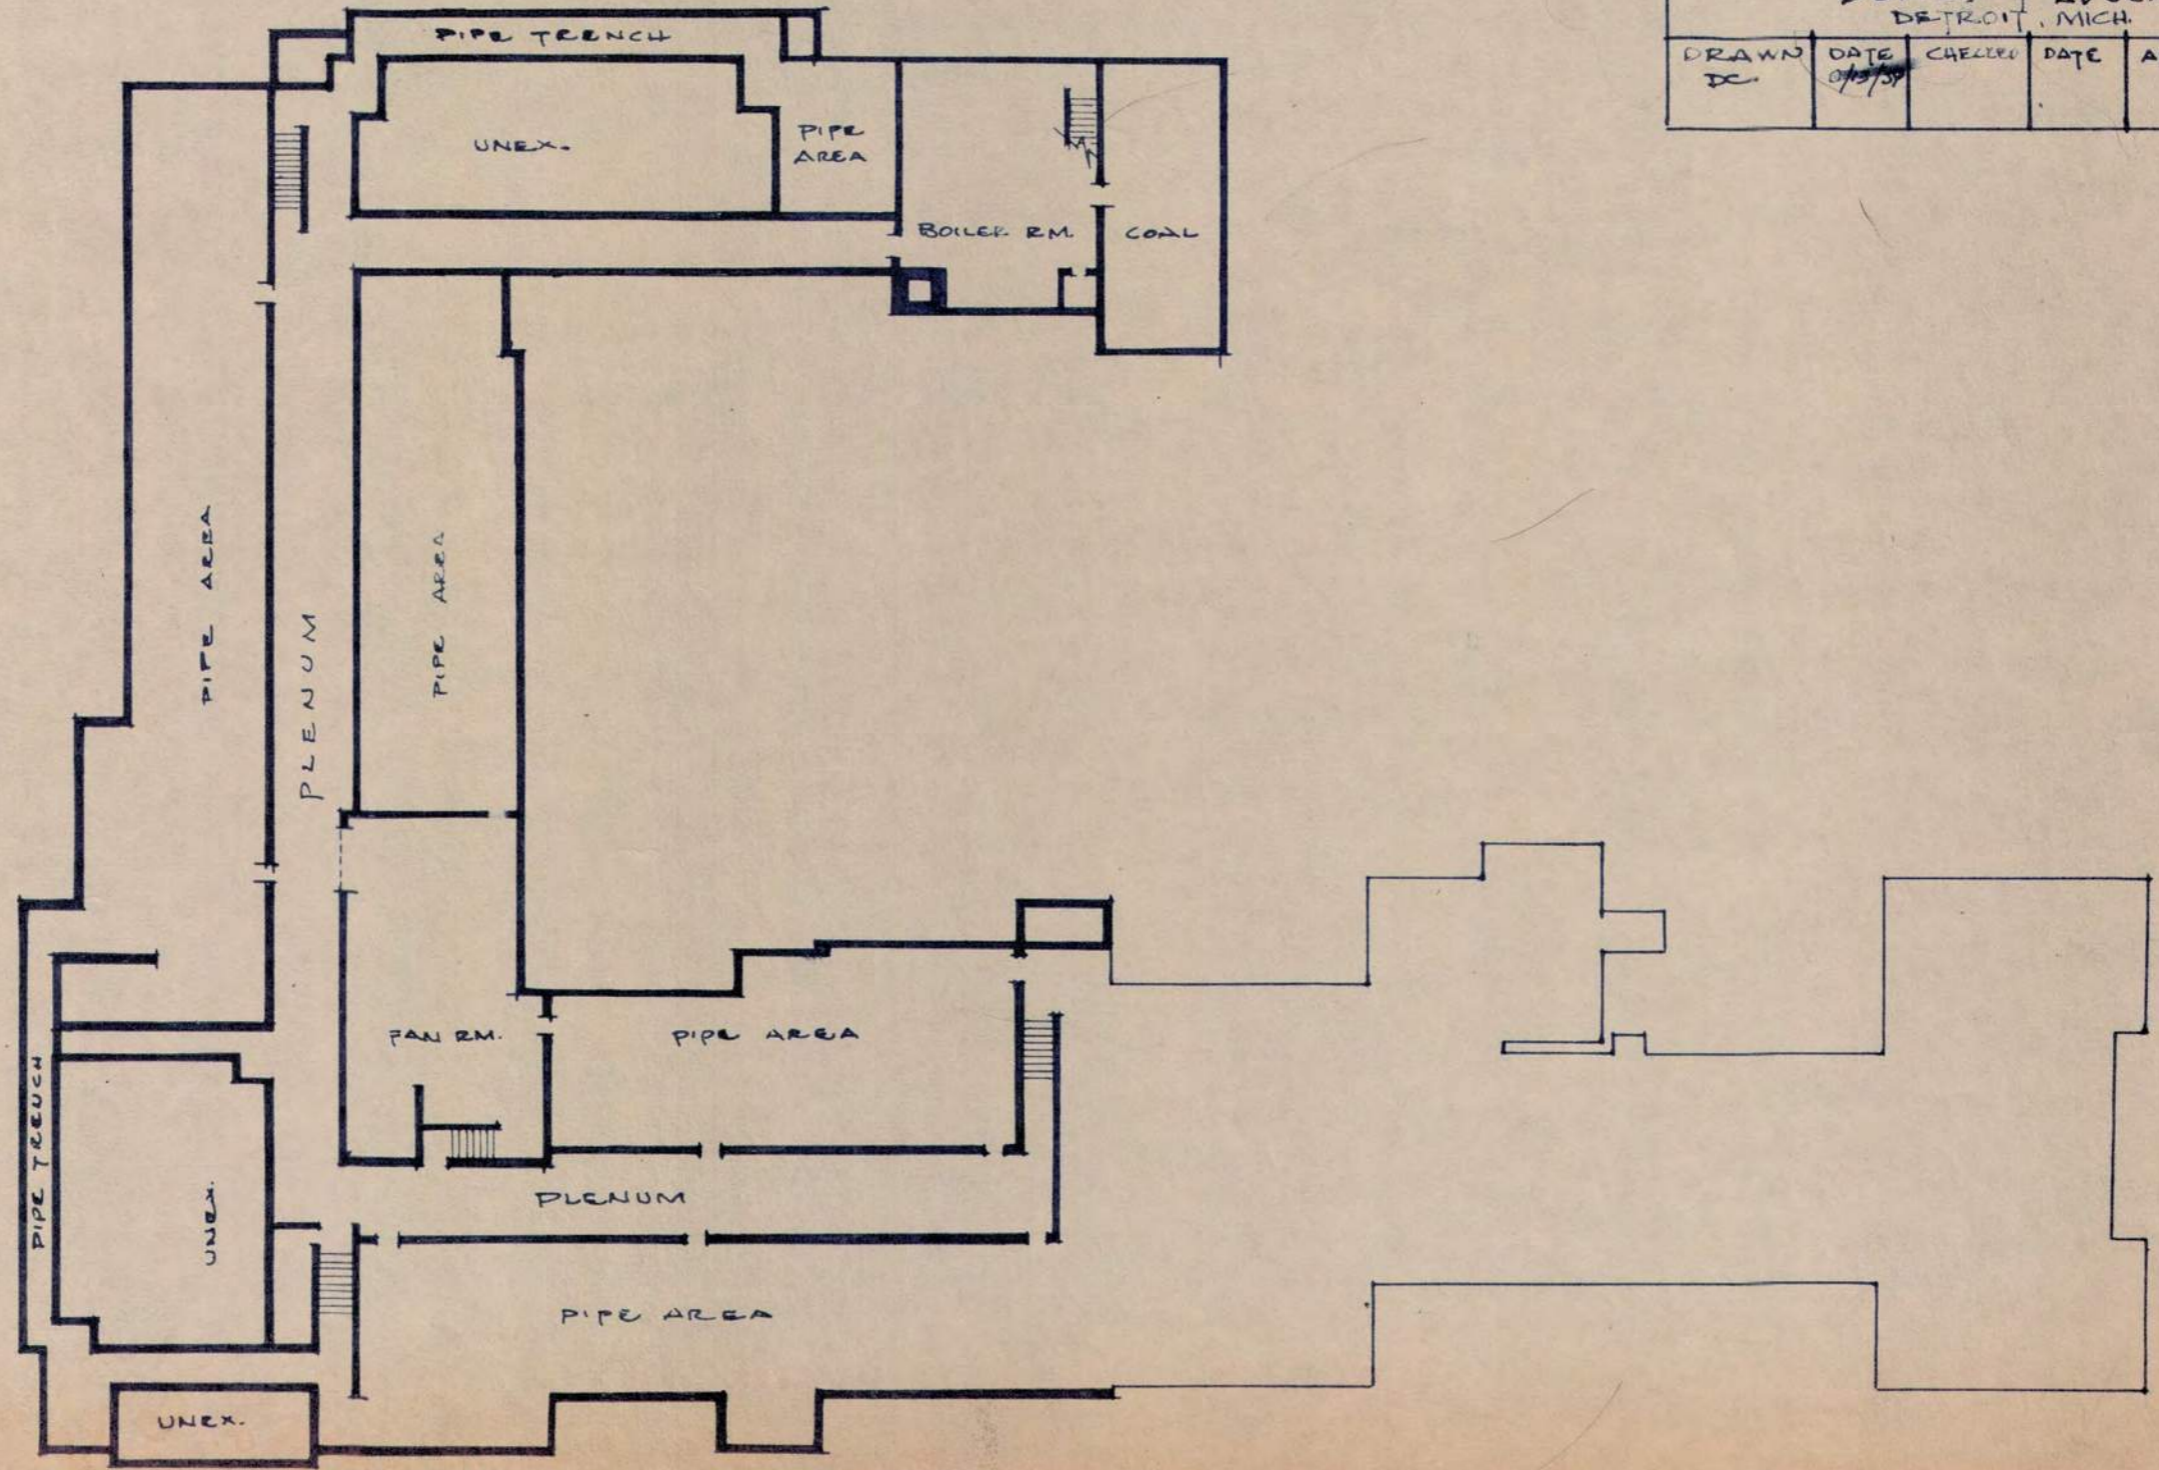 DETROIT, MICH.
DRAWN
DC.
DATE
CHECKED
DATE
A
PIPE TRENCH
UNEX.
PIPE
AREA
BOILER RM.
COAL
PIPE AREA
PLENUM
PIPE AREA
FAN RM.
PIPE AREA
PIPE TRENCH
UNEX.
PLENUM
PIPE AREA
UNEX.